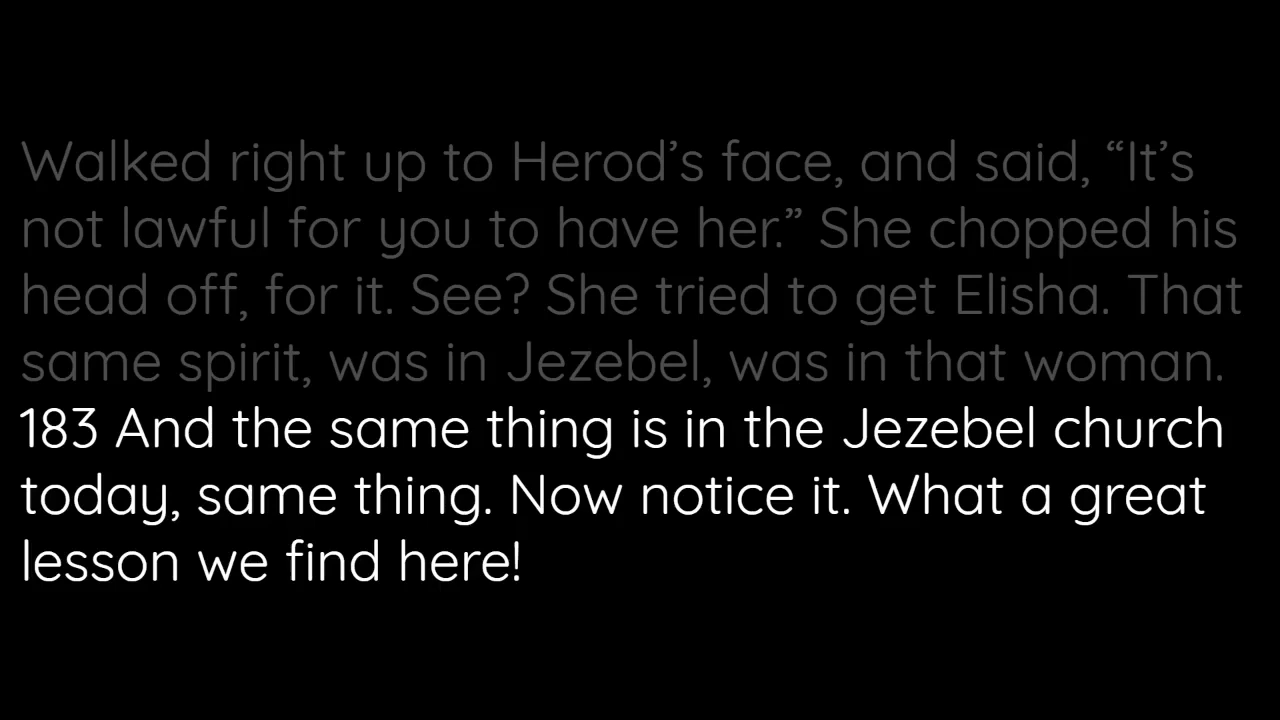 Walked right up to Herod’s face, and said, “It’s
not lawful for you to have her.” She chopped his
head off, for it. See? She tried to get Elisha. That
same spirit, was in Jezebel, was in that woman.
183 And the same thing is in the Jezebel church
today, same thing. Now notice it. What a great
lesson we find here!